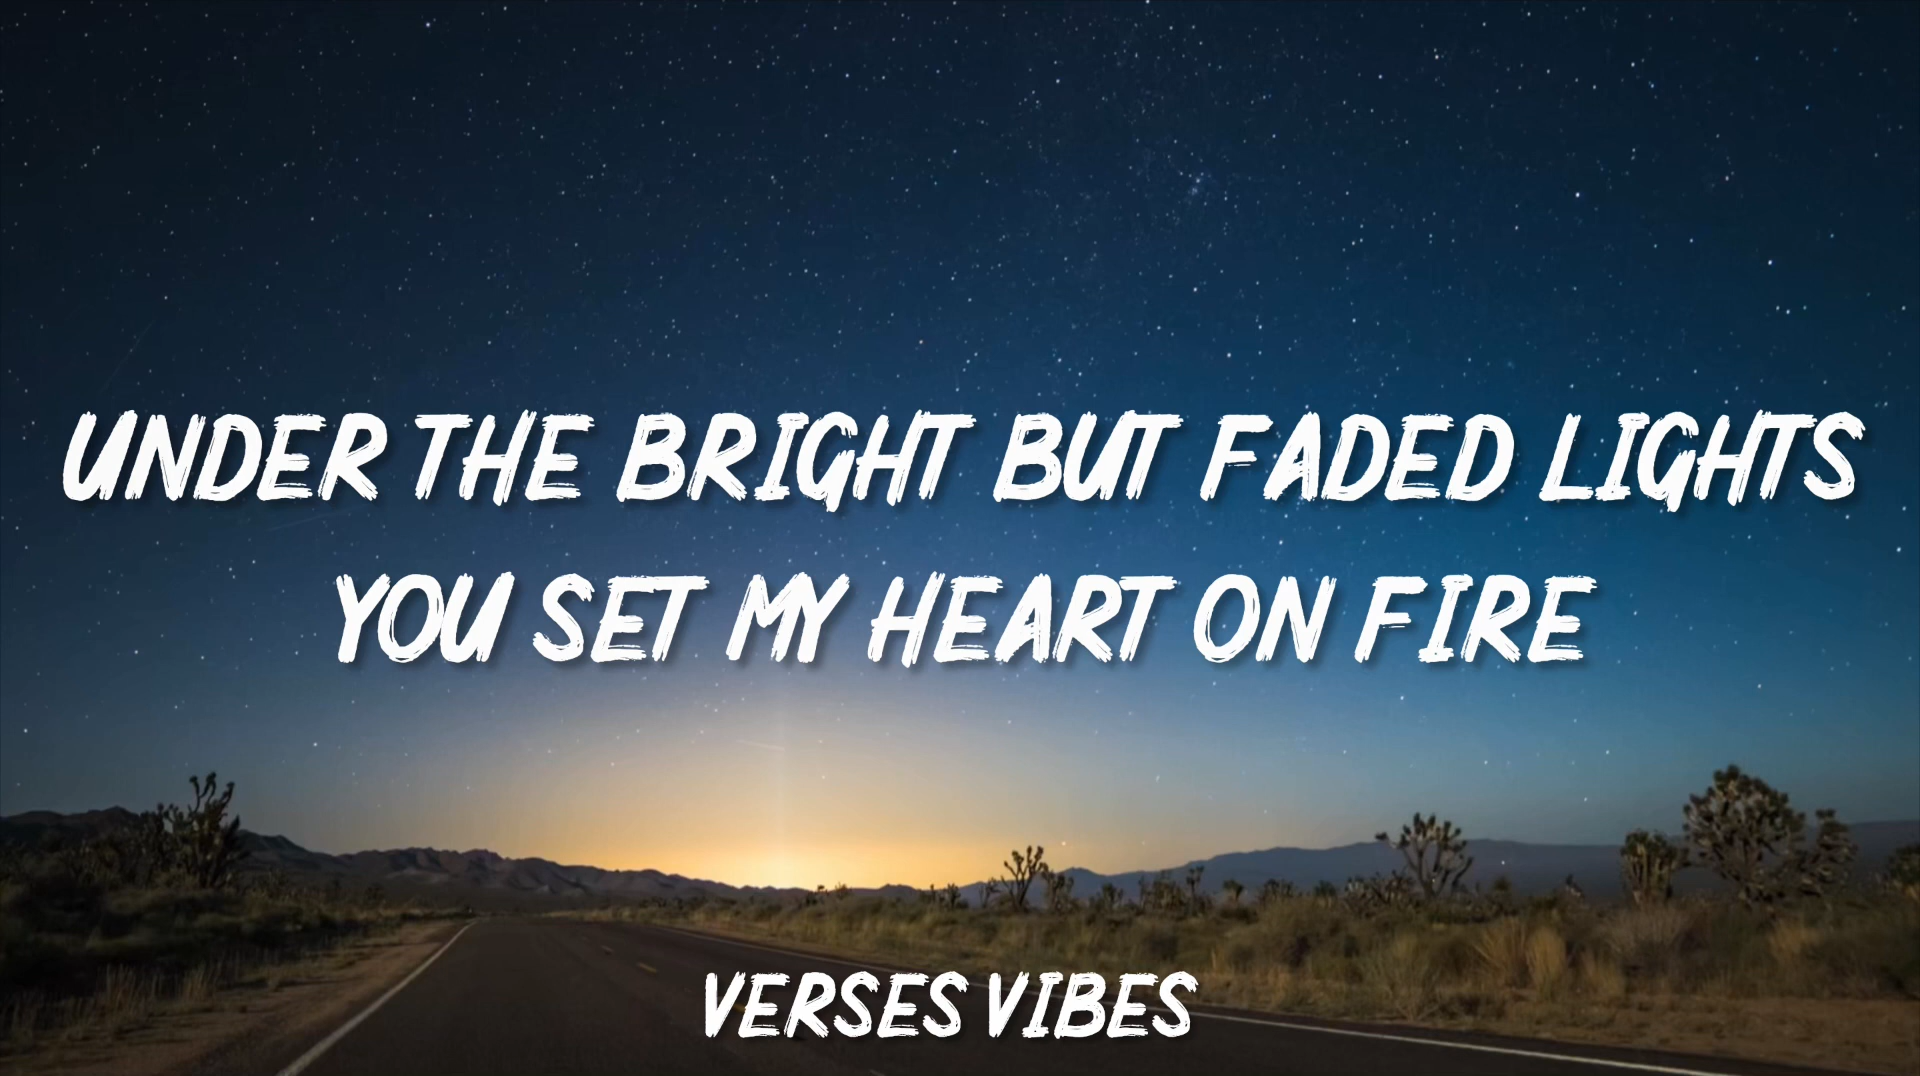 UNDER THE BRIGHT BUT FADED LIGHTS
YOU SET MY HEART ON FIRE
VERSES VIBES